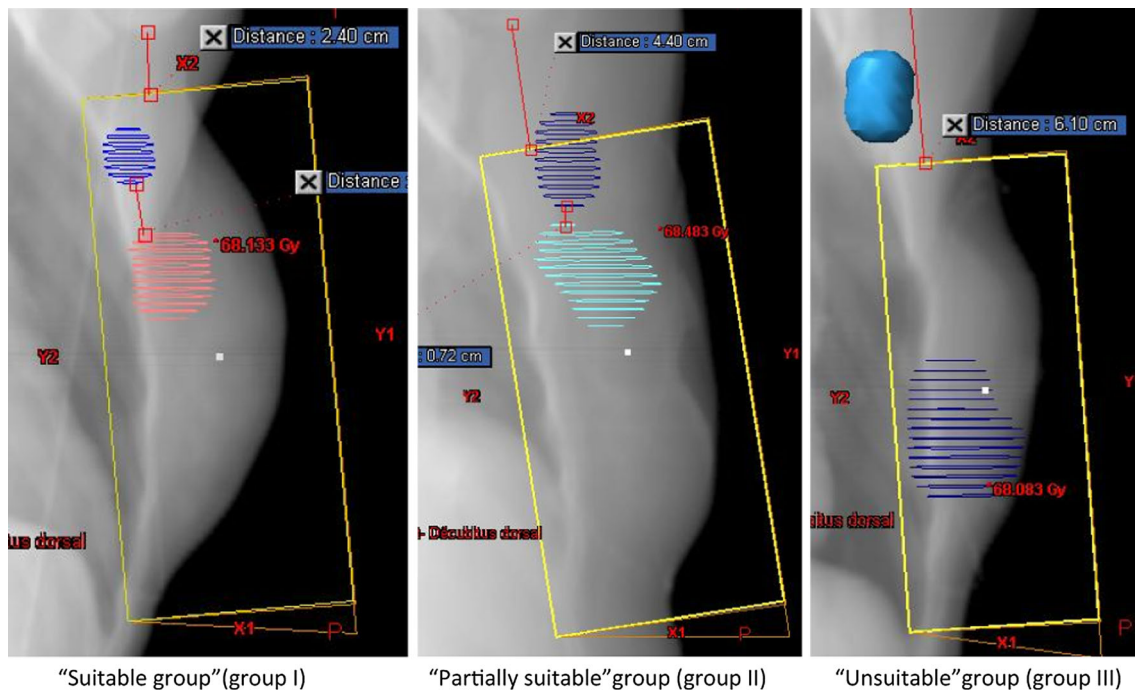 Distance : 2.40 cm
X2
Distance :
68.133 Gy
Y1
Y2
tus dorsal
X1
P
"Suitable group"(group I)
Distance : 4.40 cm
X2
68.483 Gy
Y1
: 0.72 cm
Y2
- Décubitus dorsal
X1
P
"Partially suitable"group (group II)
Distance : 6.10 cm
X2
Y
Y2
68.083 Gy
dorsal
X1
P
"Unsuitable"group (group III)